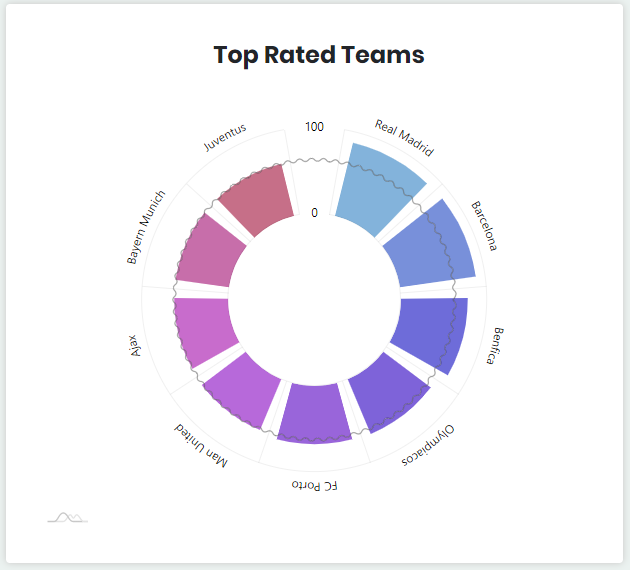 Top Rated Teams
100
0
Real Madrid
Barcelona
Benfica
Olympiacos
FC Porto
Man United
Ajax
Bayern Munich
Juventus